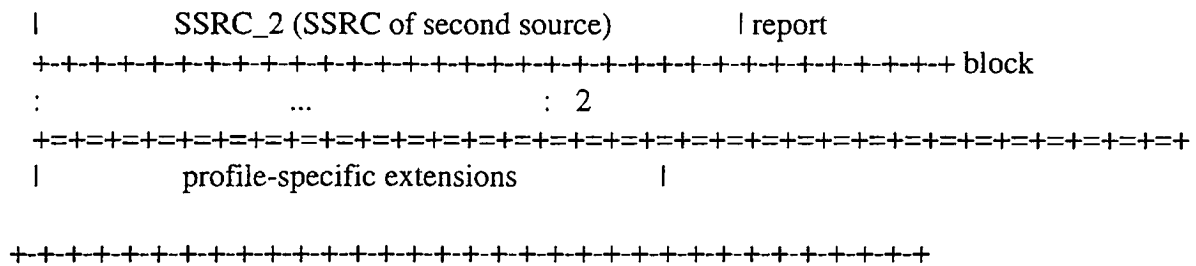 | SSRC_2 (SSRC of second source) | report
+-+-+-+-+-+-+-+-+-+-+-+-+-+-+-+-+-+-+-+-+-+-+-+-+-+-+-+-+-+-+-+-+ block
: ... : 2
+=+=+=+=+=+=+=+=+=+=+=+=+=+=+=+=+=+=+=+=+=+=+=+=+=+=+=+=+=+=+=+=+
| profile-specific extensions |
+-+-+-+-+-+-+-+-+-+-+-+-+-+-+-+-+-+-+-+-+-+-+-+-+-+-+-+-+-+-+-+-+